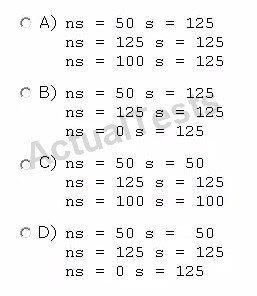 A) ns = 50 s = 125
ns = 125 s = 125
ns = 100 s = 125
B) ns = 50 s = 125
ns = 125 s = 125
ns = 0 s = 125
C) ns = 50 s = 50
ns = 125 s = 125
ns = 100 s = 100
D) ns = 50 s = 50
ns = 125 s = 125
ns = 0 s = 125
ActualTests